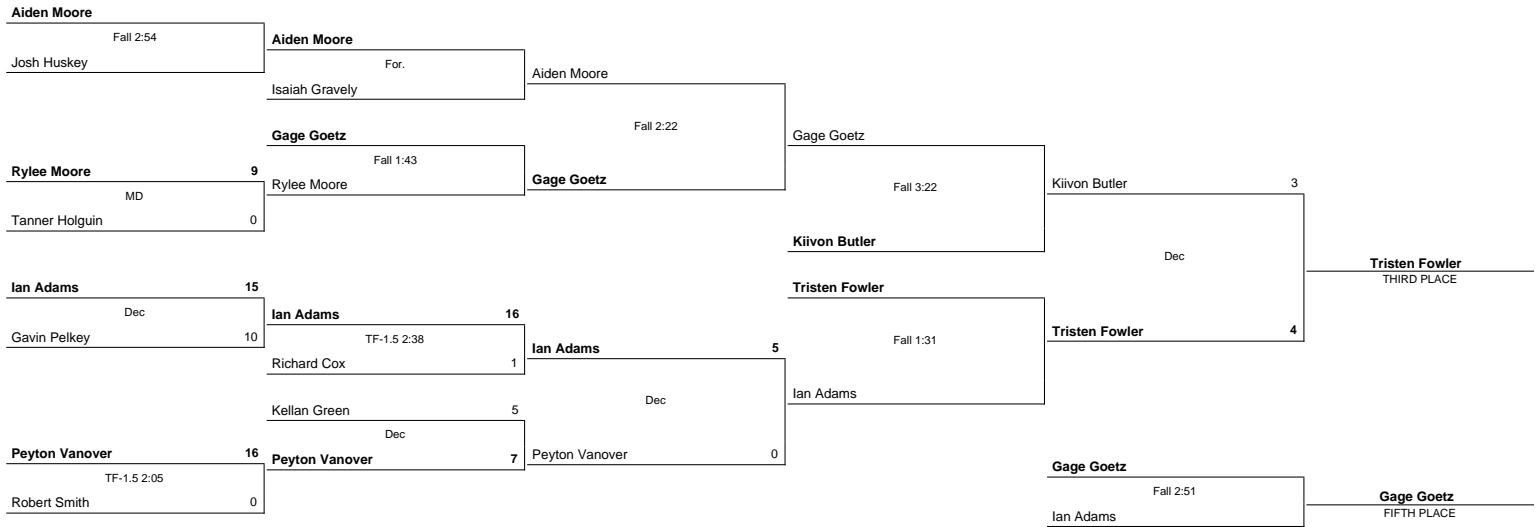 Aiden Moore
Fall 2:54
Josh Huskey
Rylee Moore 9
MD
Tanner Holguin 0
Ian Adams 15
Dec
Gavin Pelkey 10
Peyton Vanover 16
TF-1.5 2:05
Robert Smith 0
Aiden Moore
For.
Isaiah Gravely
Gage Goetz
Fall 1:43
Rylee Moore
Ian Adams 16
TF-1.5 2:38
Richard Cox 1
Kellan Green 5
Dec
Peyton Vanover 7
Aiden Moore
Fall 2:22
Gage Goetz
Ian Adams 5
Dec
Peyton Vanover 0
Gage Goetz
Fall 3:22
Kiivon Butler
Tristen Fowler
Fall 1:31
Ian Adams
Kiivon Butler 3
Dec
Tristen Fowler 4
Gage Goetz
Fall 2:51
Ian Adams
Tristen Fowler
THIRD PLACE
Gage Goetz
FIFTH PLACE